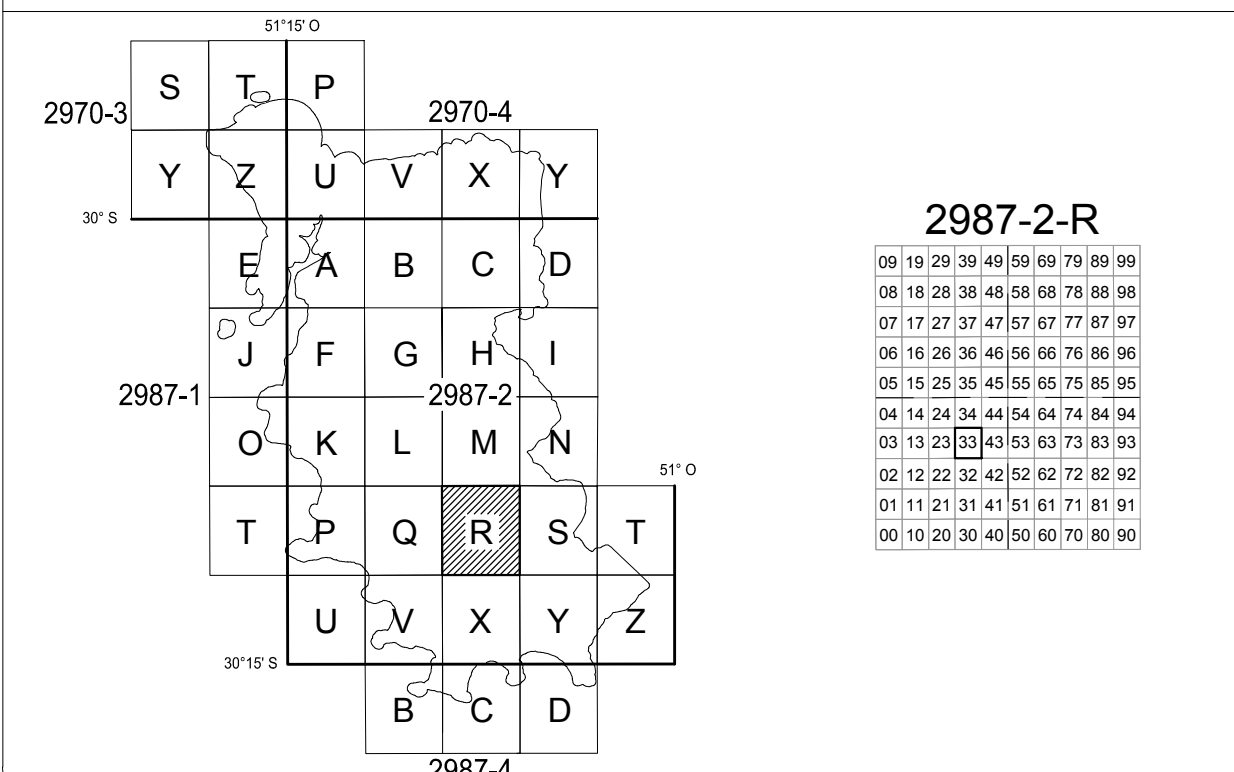 51°15' O
S T P
2970-3
2970-4
Y Z U V X Y
30° S
E A B C D
J F G H I
2987-1
2987-2
O K L M N
51° O
T P Q R S T
U V X Y Z
30°15' S
B C D
2987-4
2987-2-R
09 19 29 39 49 59 69 79 89 99
08 18 28 38 48 58 68 78 88 98
07 17 27 37 47 57 67 77 87 97
06 16 26 36 46 56 66 76 86 96
05 15 25 35 45 55 65 75 85 95
04 14 24 34 44 54 64 74 84 94
03 13 23 33 43 53 63 73 83 93
02 12 22 32 42 52 62 72 82 92
01 11 21 31 41 51 61 71 81 91
00 10 20 30 40 50 60 70 80 90